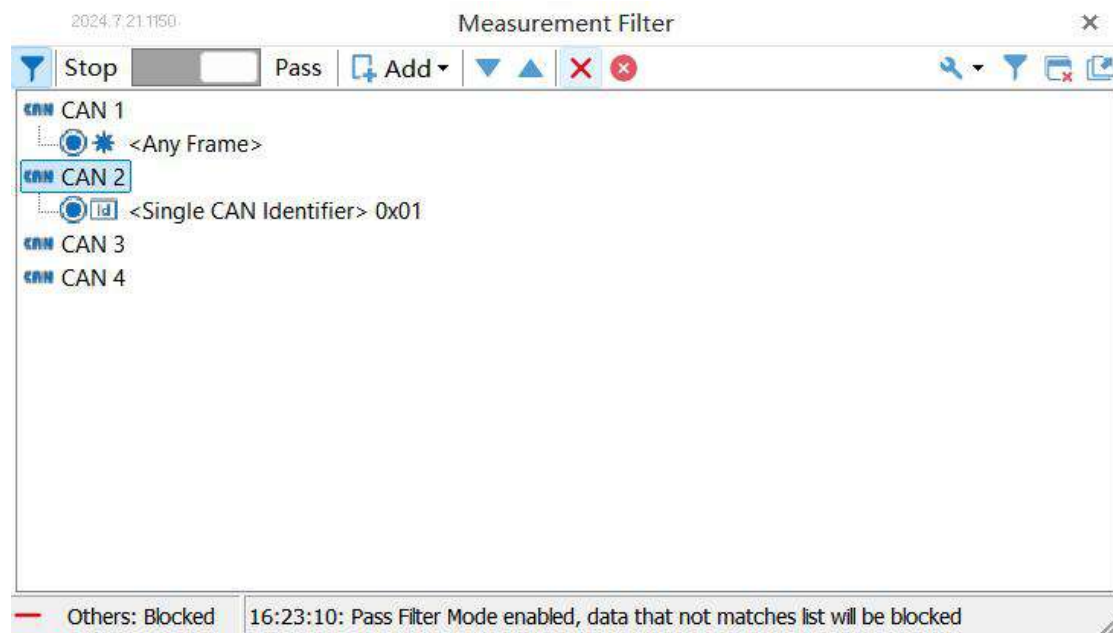 2024.7.21.1150
Measurement Filter
Stop Pass Add
CAN CAN 1
<Any Frame>
CAN CAN 2
Id <Single CAN Identifier> 0x01
CAN CAN 3
CAN CAN 4
Others: Blocked 16:23:10: Pass Filter Mode enabled, data that not matches list will be blocked